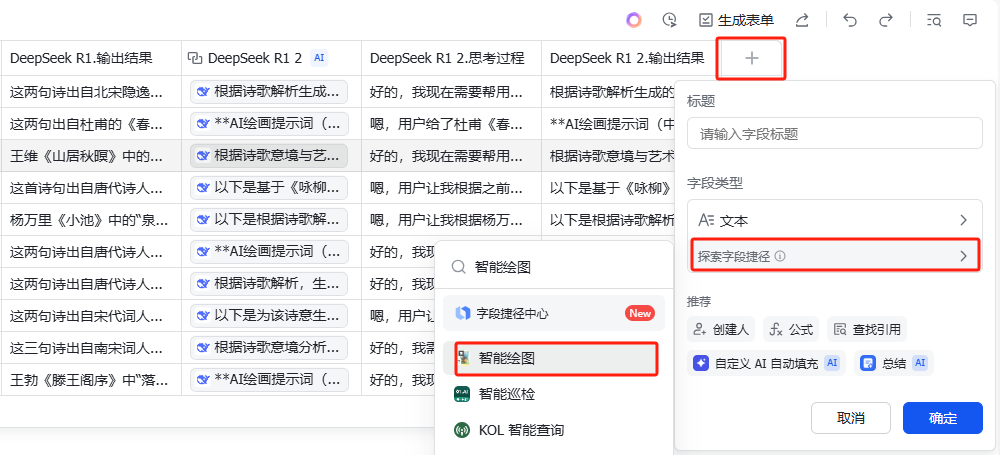 生成表单
DeepSeek R1.输出结果 DeepSeek R1 2 AI DeepSeek R1 2.思考过程 DeepSeek R1 2.输出结果
这两句诗出自北宋隐逸... 根据诗歌解析生成... 好的，我现在需要帮用... 根据诗歌解析生成的
这两句出自杜甫的《春... **AI绘画提示词（... 嗯，用户给了杜甫《春... **AI绘画提示词（中
王维《山居秋暝》中的... 根据诗歌意境与艺... 好的，我现在需要帮用... 根据诗歌意境与艺术
这首诗句出自唐代诗人... 以下是基于《咏柳... 嗯，用户让我根据之前... 以下是基于《咏柳》
杨万里《小池》中的“泉... 以下是根据诗歌解... 嗯，用户让我根据杨万... 以下是根据诗歌解析
这两句诗出自唐代诗人... **AI绘画提示词（... 好的，
这两句诗出自唐代诗人... 根据诗歌解析，生... 好的，
这两句诗出自宋代词人... 以下是为该诗意生... 嗯，用户让
这三句诗出自南宋词人... 根据诗歌意境分析... 好的，我需
王勃《滕王阁序》中“落... **AI绘画提示词（... 好的，我
智能绘图
字段捷径中心 New
智能绘图
智能巡检
KOL 智能查询
标题
请输入字段标题
字段类型
文本
探索字段捷径
推荐
创建人 公式 查找引用
自定义 AI 自动填充 AI 总结 AI
取消 确定